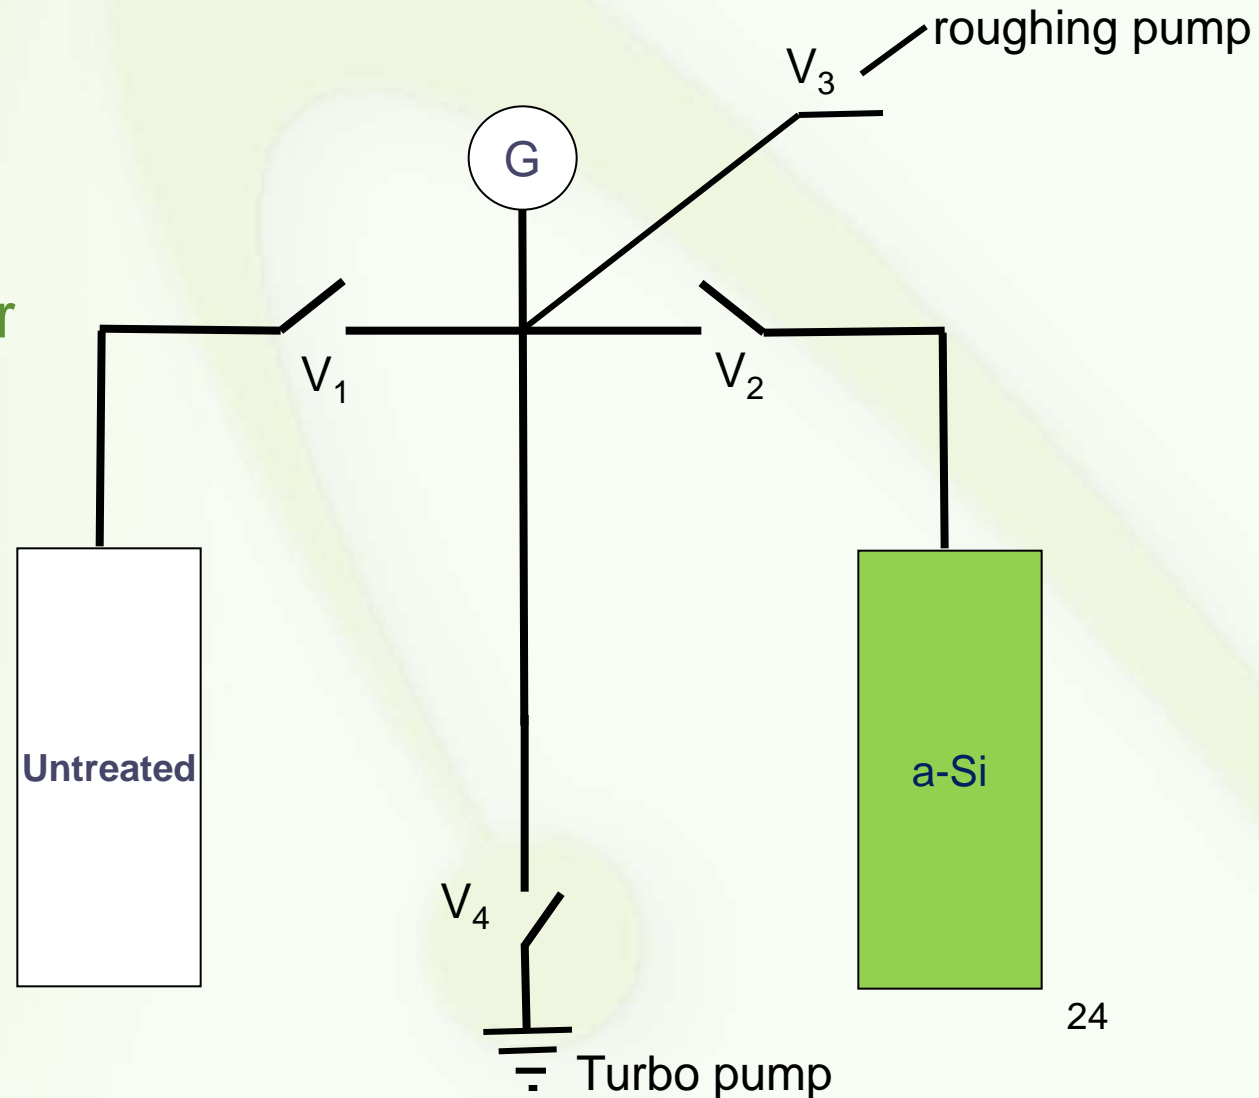 roughing pump
V₃
G
r
V₁
V₂
Untreated
a-Si
V₄
24
Turbo pump